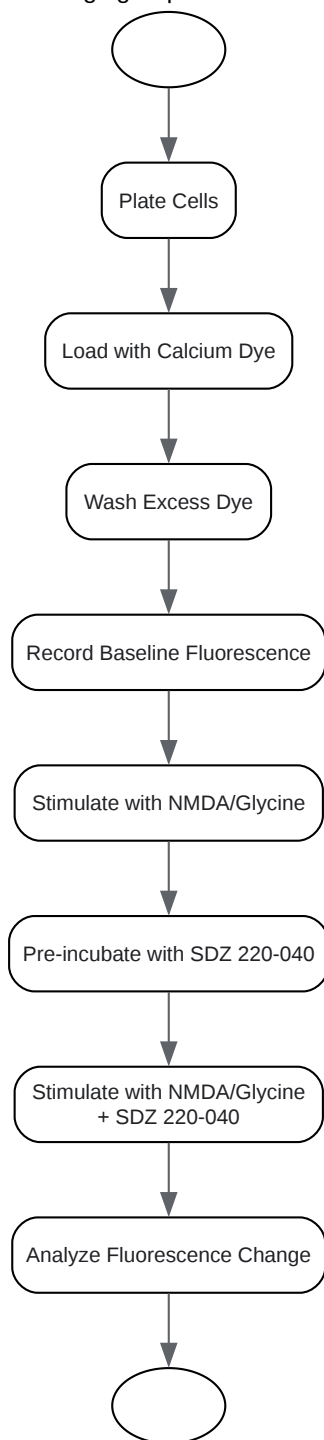 Plate Cells
Load with Calcium Dye
Wash Excess Dye
Record Baseline Fluorescence
Stimulate with NMDA/Glycine
Pre-incubate with SDZ 220-040
Stimulate with NMDA/Glycine
+ SDZ 220-040
Analyze Fluorescence Change